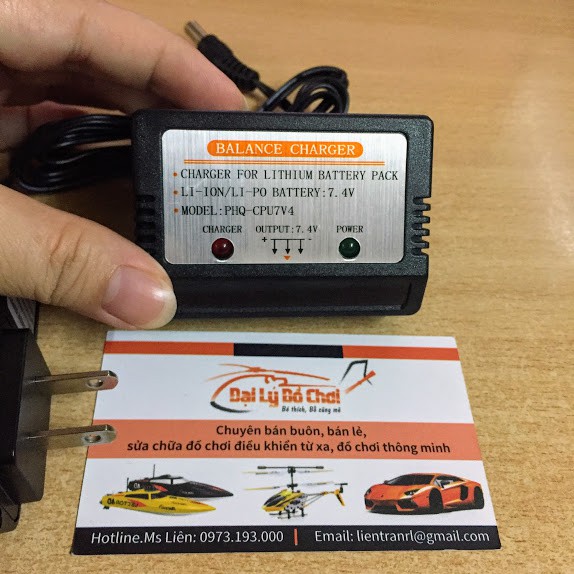 BALANCE CHARGER
CHARGER FOR LITHIUM BATTERY PACK
LI-ION/LI-PO BATTERY:7.4V
MODEL:PHQ-CPU7V4
CHARGER OUTPUT:7.4V POWER
+ -
Đại Lý Đồ Chơi
Bé thích, Bố cũng mê
Chuyên bán buôn, bán lẻ,
sửa chữa đồ chơi điều khiển từ xa, đồ chơi thông minh
Hotline.Ms Liên: 0973.193.000 | Email: lientranrl@gmail.com